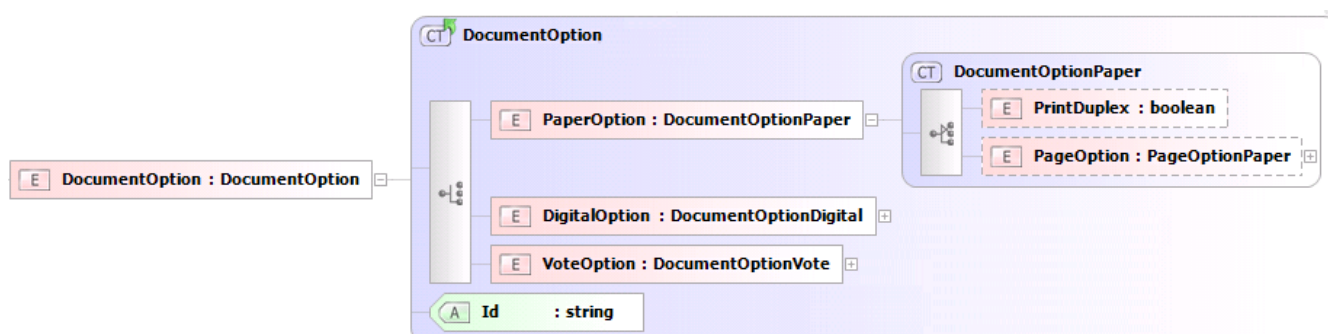 CT DocumentOption
CT DocumentOptionPaper
E PrintDuplex : boolean
E PaperOption : DocumentOptionPaper
E PageOption : PageOptionPaper
E DocumentOption : DocumentOption
E DigitalOption : DocumentOptionDigital
E VoteOption : DocumentOptionVote
A Id : string